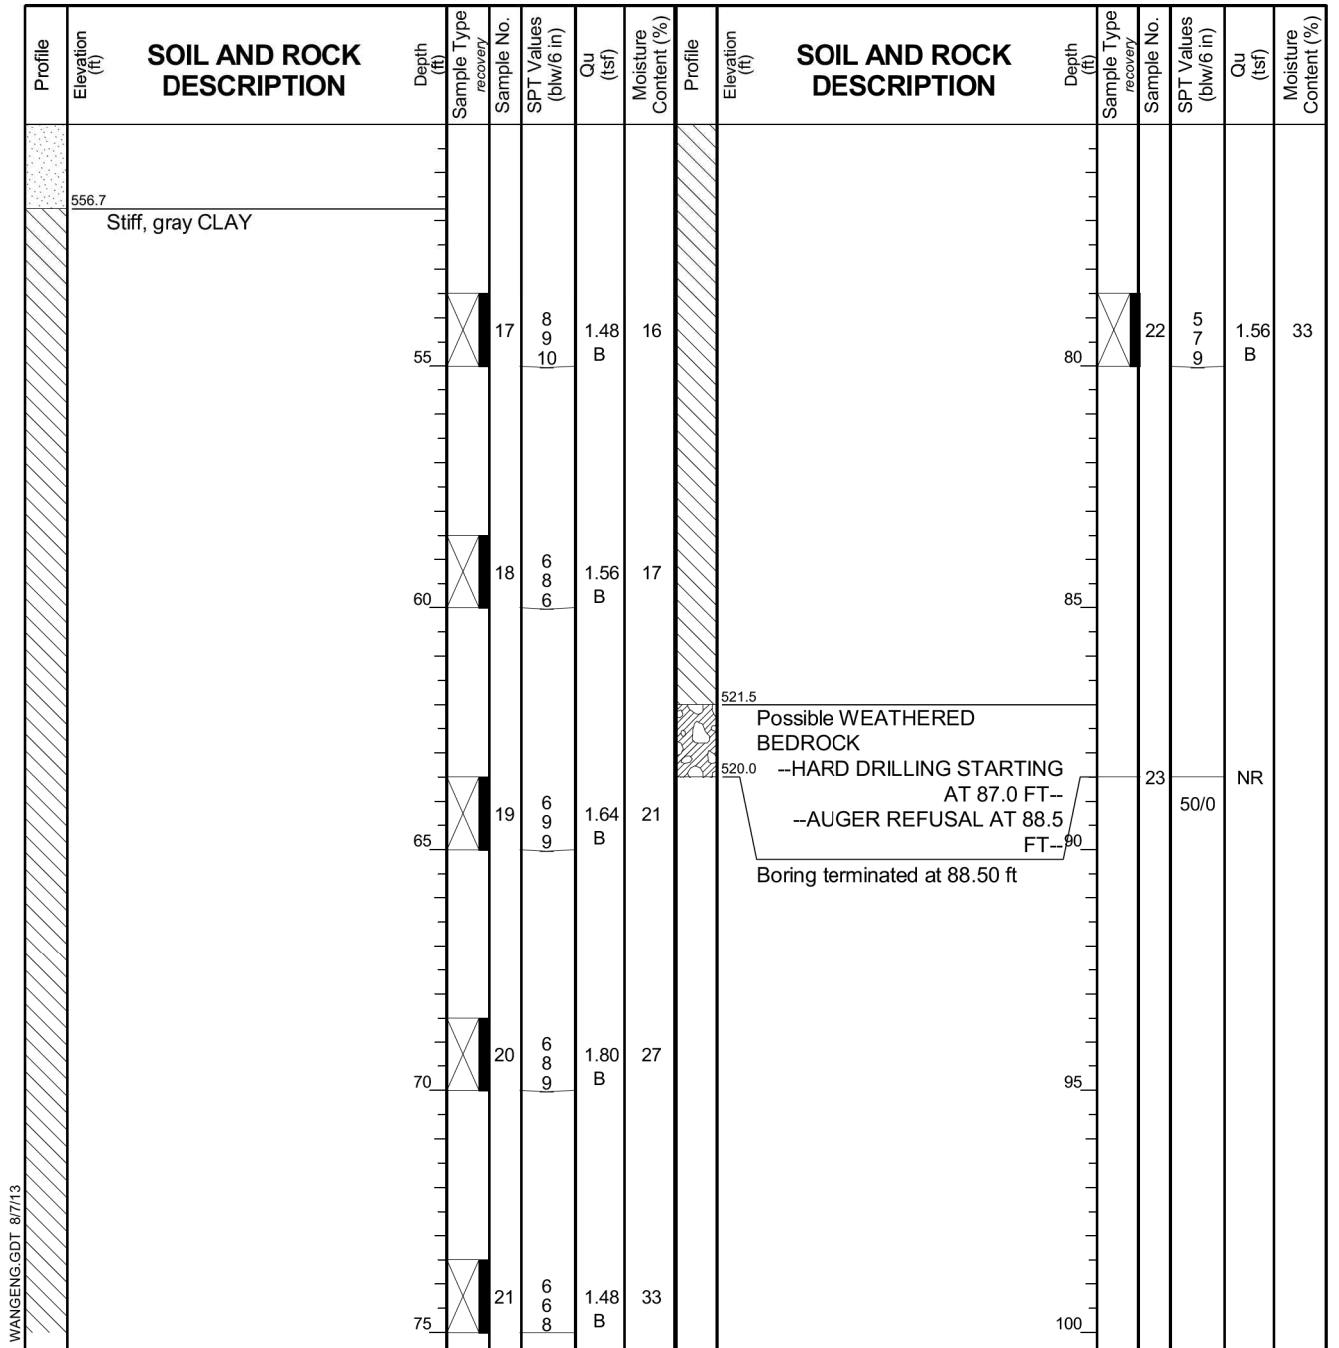 Profile
Elevation
(ft)
SOIL AND ROCK
DESCRIPTION
Depth
(ft)
Sample Type
recovery
Sample No.
SPT Values
(blw/6 in)
Qu
(tsf)
Moisture
Content (%)
Profile
Elevation
(ft)
SOIL AND ROCK
DESCRIPTION
Depth
(ft)
Sample Type
recovery
Sample No.
SPT Values
(blw/6 in)
Qu
(tsf)
Moisture
Content (%)
556.7
Stiff, gray CLAY
55
17
8
9
10
1.48
B
16
60
18
6
8
6
1.56
B
17
65
19
6
9
9
1.64
B
21
70
20
6
8
9
1.80
B
27
75
21
6
6
8
1.48
B
33
80
22
5
7
9
1.56
B
33
85
521.5
Possible WEATHERED
BEDROCK
520.0
--HARD DRILLING STARTING
AT 87.0 FT--
--AUGER REFUSAL AT 88.5
FT--
90
Boring terminated at 88.50 ft
23
50/0
NR
95
100
WANGENG.GDT 8/7/13